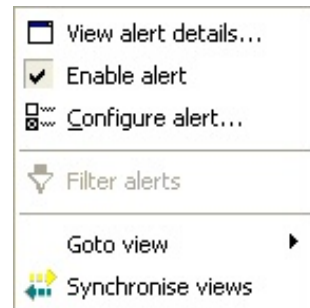 View alert details...
Enable alert
Configure alert...
Filter alerts
Goto view
Synchronise views